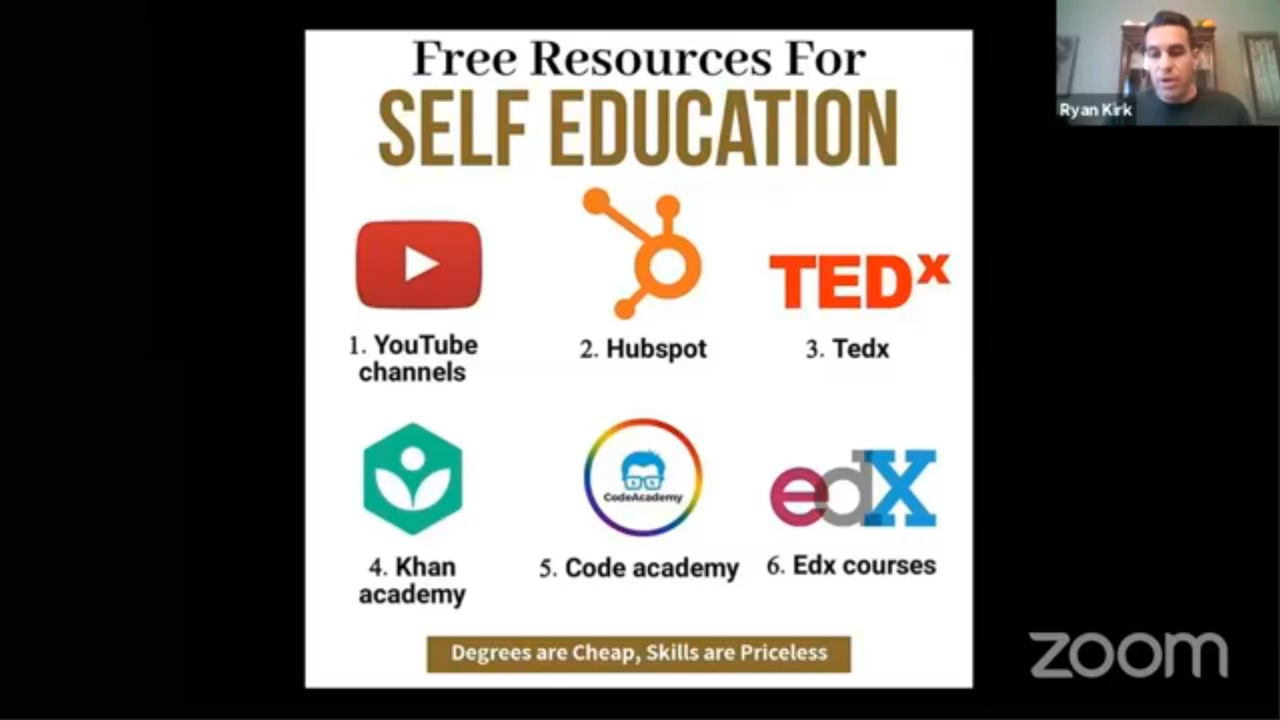 Free Resources For
SELF EDUCATION
Ryan Kirk
TEDx
1. YouTube
channels
2. Hubspot
3. Tedx
CodeAcademy
edX
4. Khan
academy
5. Code academy
6. Edx courses
Degrees are Cheap, Skills are Priceless
zoom